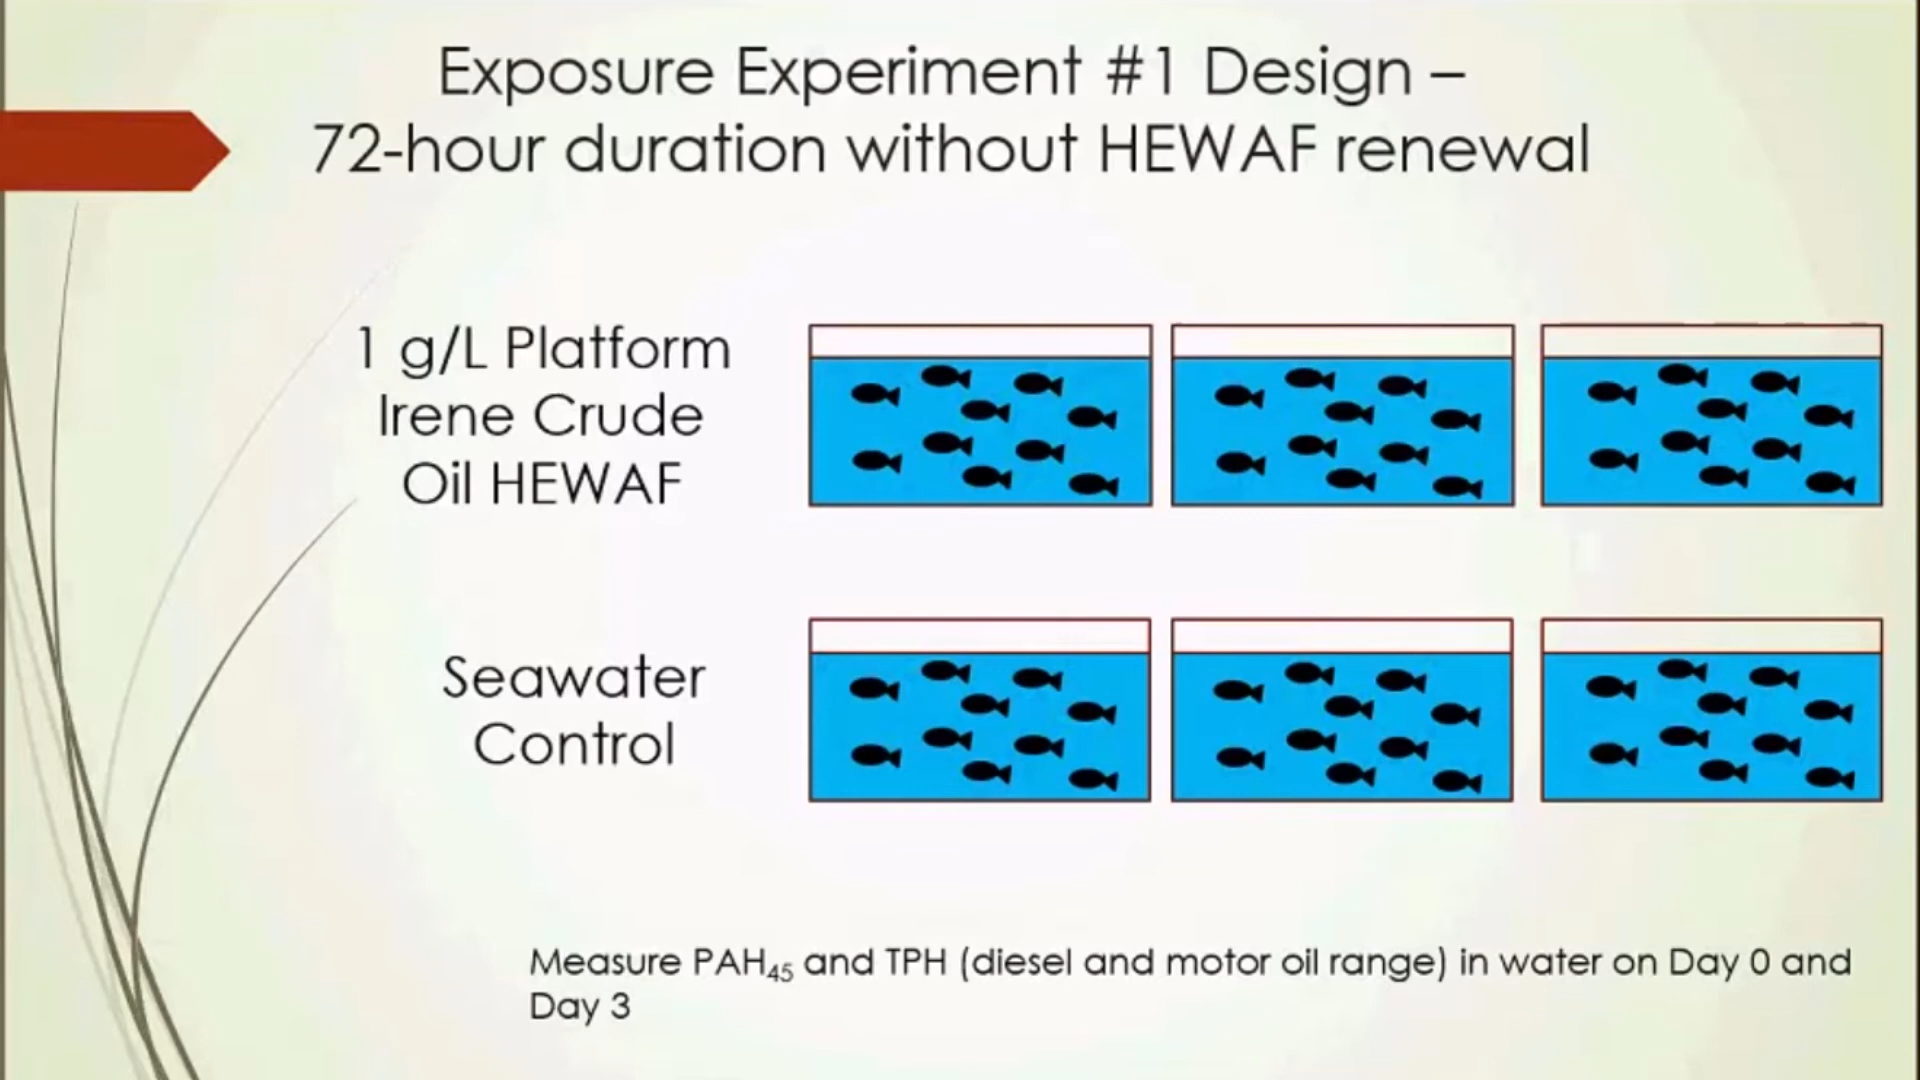 Exposure Experiment #1 Design –
72-hour duration without HEWAF renewal
1 g/L Platform
Irene Crude
Oil HEWAF
Seawater
Control
Measure PAH₄₅ and TPH (diesel and motor oil range) in water on Day 0 and
Day 3